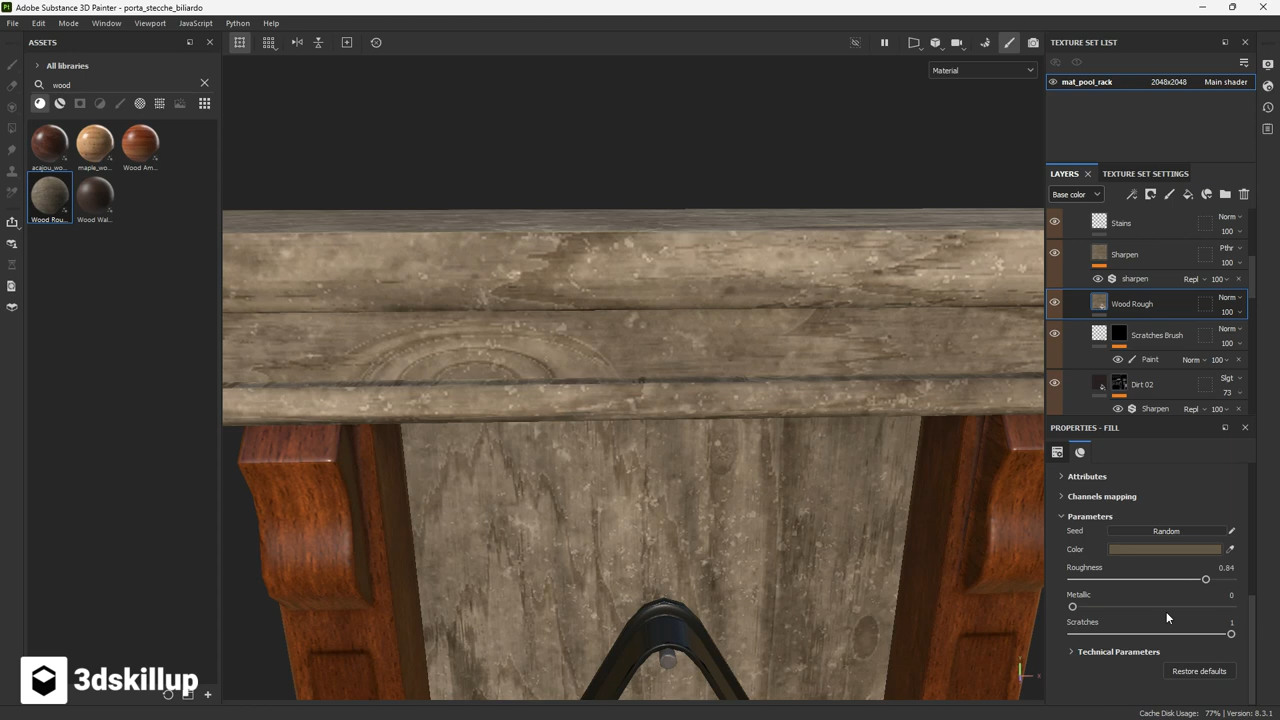 Pt Adobe Substance 3D Painter - porta_stecche_biliardo
File Edit Mode Window Viewport JavaScript Python Help
ASSETS
All libraries
wood
acajou_wo...
maple_wo...
Wood Am...
Wood Rou...
Wood Wal...
Material
TEXTURE SET LIST
mat_pool_rack 2048x2048 Main shader
LAYERS TEXTURE SET SETTINGS
Base color
Stains Norm
100
Sharpen Pthr
100
sharpen Repl 100
Wood Rough Norm
100
Scratches Brush Norm
100
Paint Norm 100
Dirt 02 Slgt
73
Sharpen Repl 100
PROPERTIES - FILL
Attributes
Channels mapping
Parameters
Seed Random
Color
Roughness 0.84
Metallic 0
Scratches 1
Technical Parameters
Restore defaults
3dskillup
x
Cache Disk Usage: 77% | Version: 8.3.1